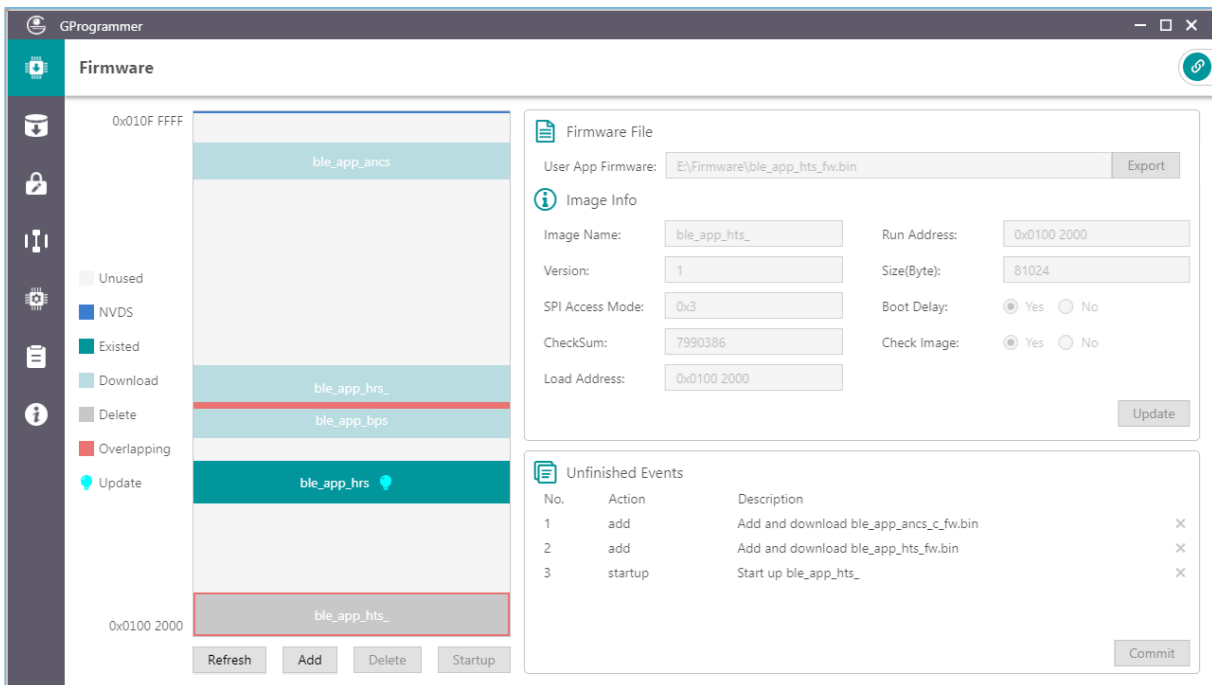 GProgrammer
Firmware
0x010F FFFF
ble_app_ancs
ble_app_hrs_
ble_app_bps
ble_app_hrs
ble_app_hts_
0x0100 2000
Unused
NVDS
Existed
Download
Delete
Overlapping
Update
Refresh Add Delete Startup
Firmware File
User App Firmware: E:\Firmware\ble_app_hts_fw.bin Export
Image Info
Image Name: ble_app_hts_ Run Address: 0x0100 2000
Version: 1 Size(Byte): 81024
SPI Access Mode: 0x3 Boot Delay: Yes No
CheckSum: 7990386 Check Image: Yes No
Load Address: 0x0100 2000
Update
Unfinished Events
No. Action Description
1 add Add and download ble_app_ancs_c_fw.bin
2 add Add and download ble_app_hts_fw.bin
3 startup Start up ble_app_hts_
Commit